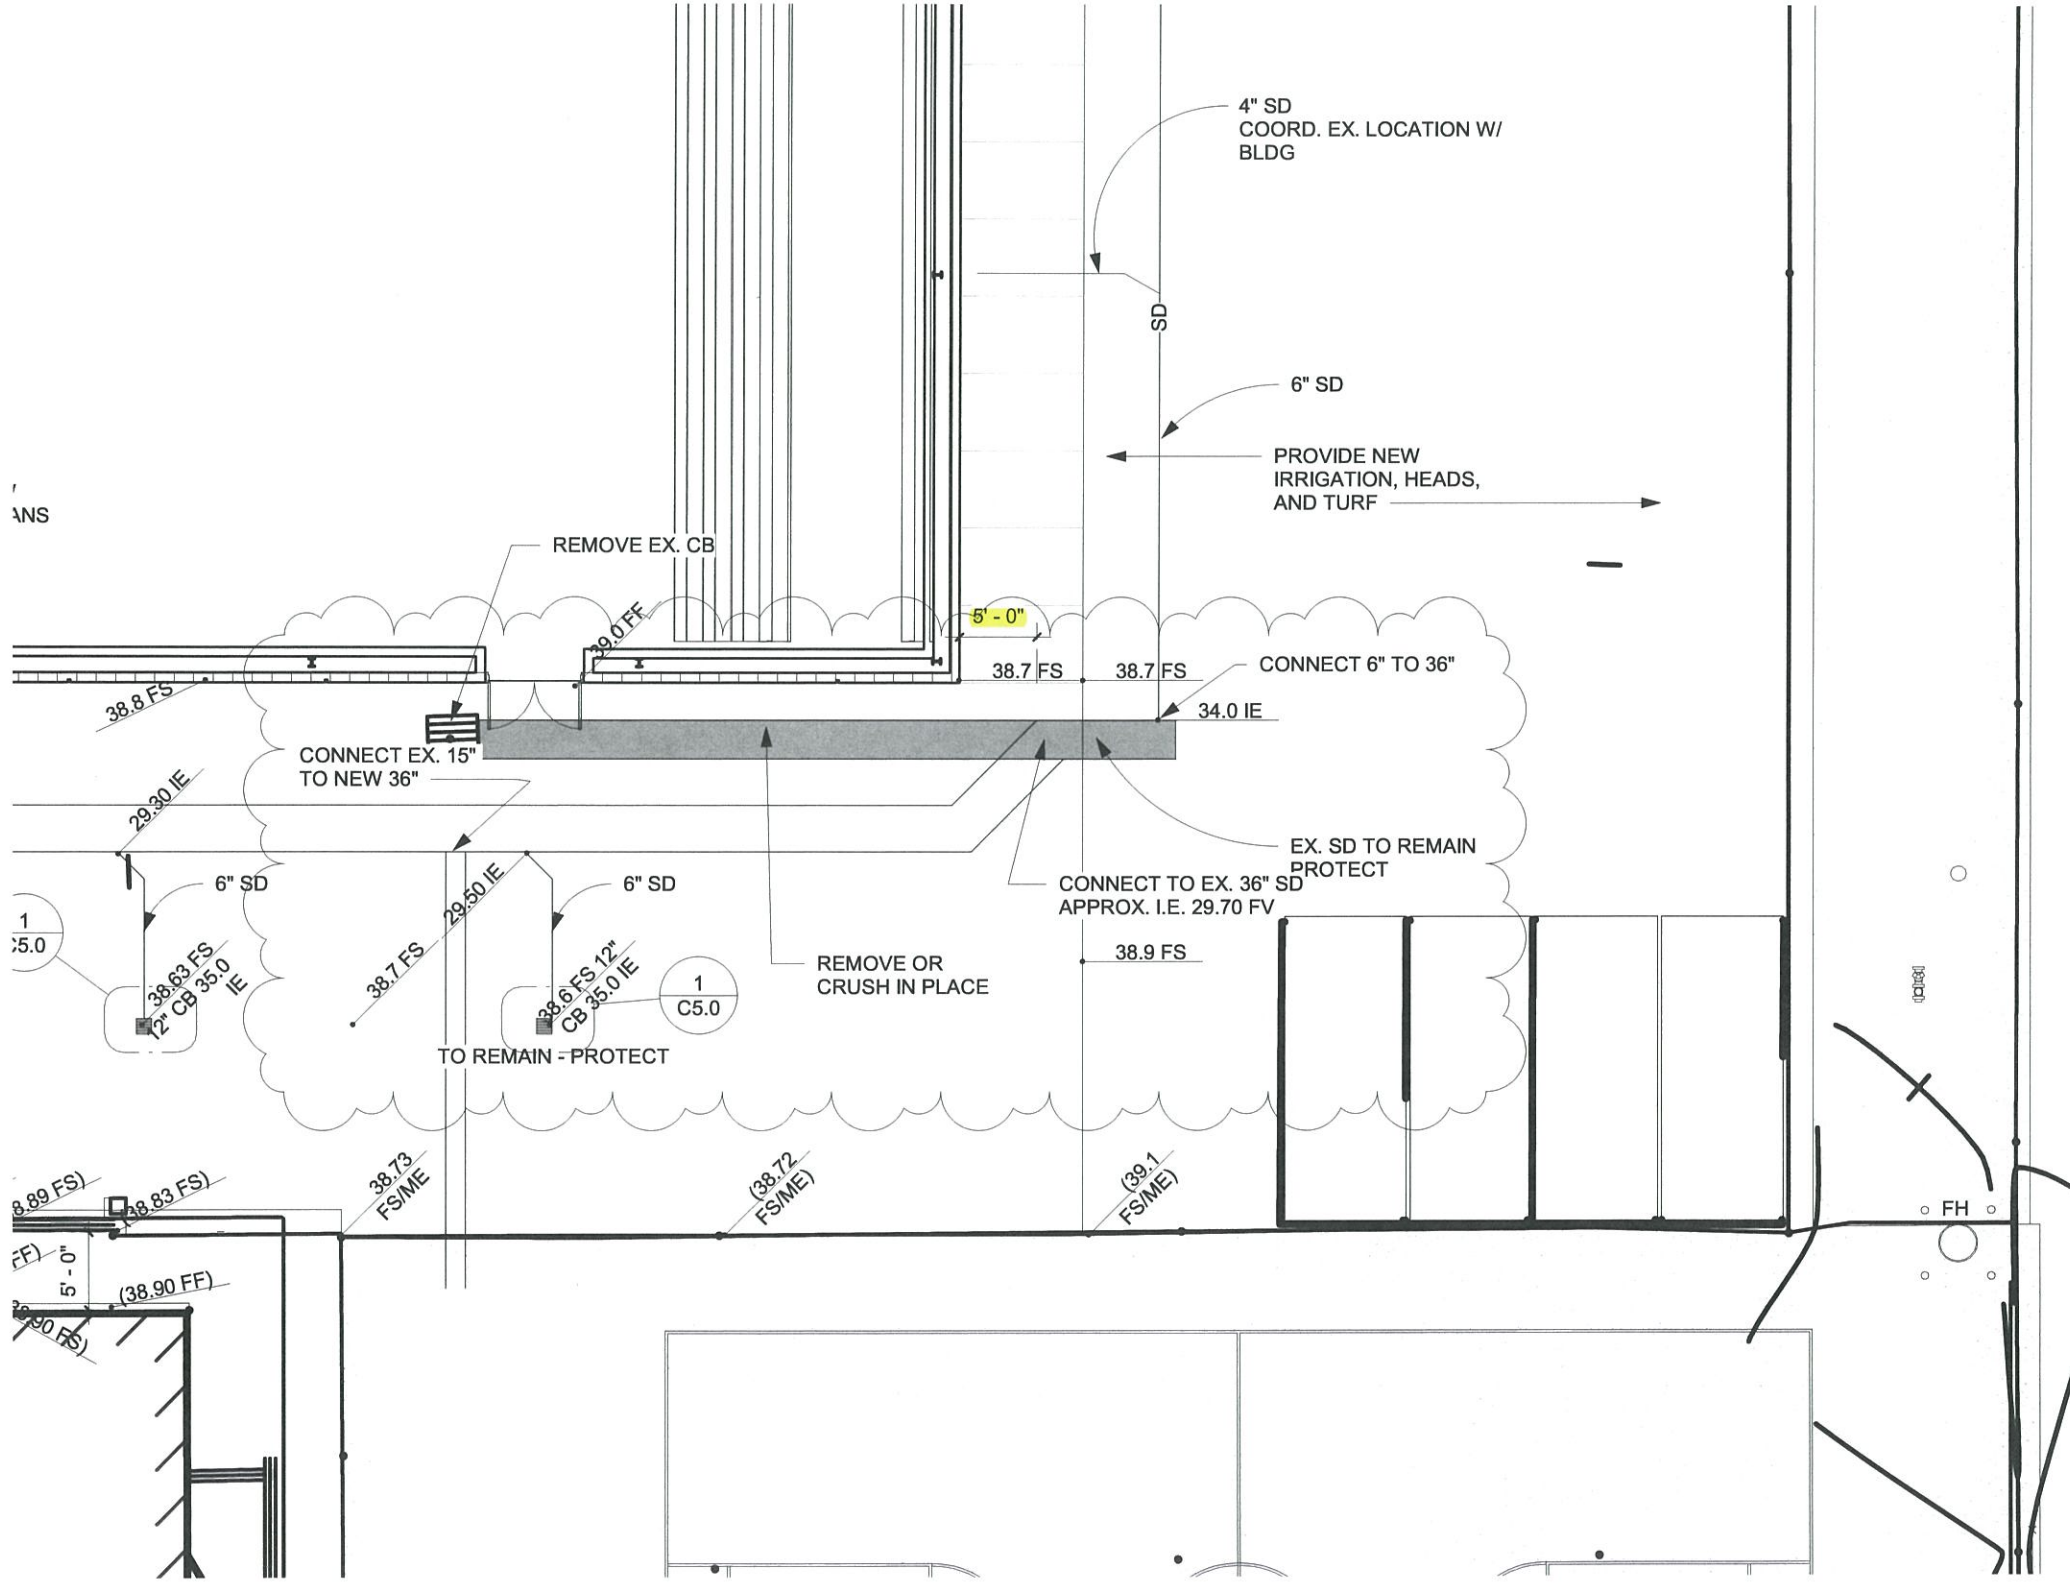 4" SD
COORD. EX. LOCATION W/
BLDG
SD
6" SD
PROVIDE NEW
IRRIGATION, HEADS,
AND TURF
ANS
REMOVE EX. CB
39.0 FF
5' - 0"
38.7 FS
38.7 FS
CONNECT 6" TO 36"
38.8 FS
34.0 IE
CONNECT EX. 15"
TO NEW 36"
29.30 IE
EX. SD TO REMAIN
PROTECT
6" SD
29.50 IE
6" SD
CONNECT TO EX. 36" SD
APPROX. I.E. 29.70 FV
1
C5.0
38.7 FS
38.9 FS
REMOVE OR
CRUSH IN PLACE
38.63 FS
12" CB 35.0
IE
38.6 FS 12"
CB 35.0 IE
1
C5.0
TO REMAIN - PROTECT
38.73
FS/ME
(38.72
FS/ME)
(39.1
FS/ME)
8.89 FS)
38.83 FS)
FH
FF)
5' - 0"
(38.90 FF)
.90 FS)